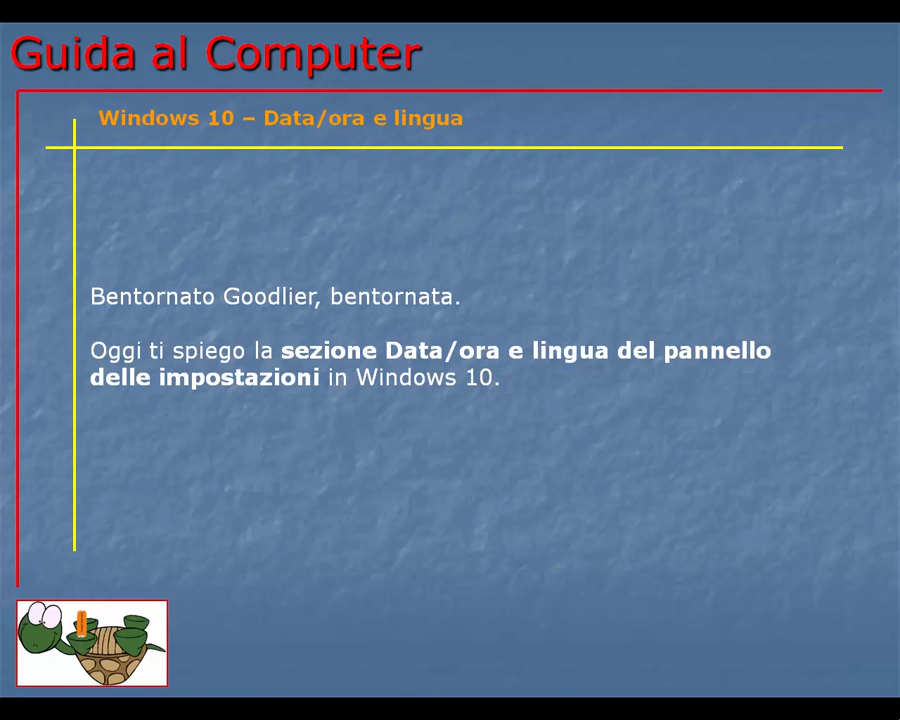 Guida al Computer
Windows 10 – Data/ora e lingua
Bentornato Goodlier, bentornata.
Oggi ti spiego la sezione Data/ora e lingua del pannello
delle impostazioni in Windows 10.